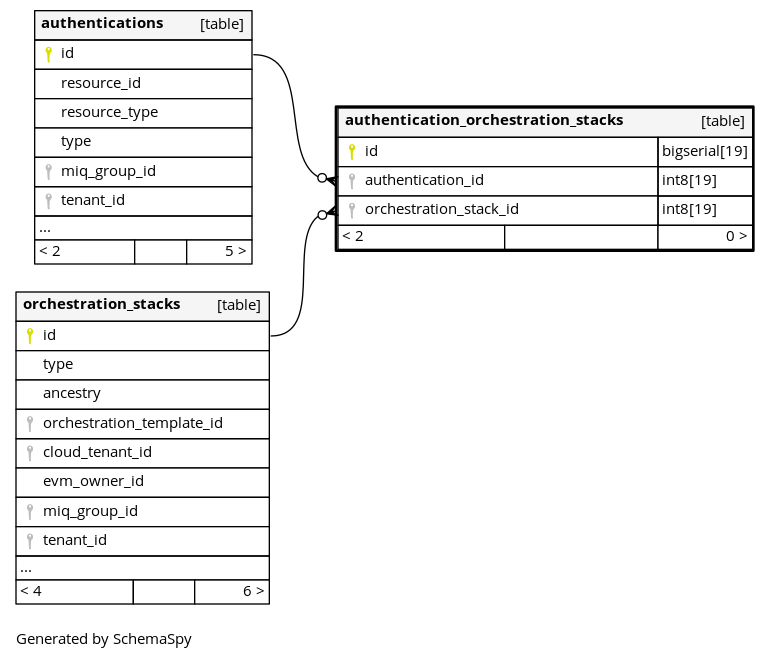 authentications [table]
id
resource_id
resource_type
type
miq_group_id
tenant_id
...
< 2 5 >
authentication_orchestration_stacks [table]
id bigserial[19]
authentication_id int8[19]
orchestration_stack_id int8[19]
< 2 0 >
orchestration_stacks [table]
id
type
ancestry
orchestration_template_id
cloud_tenant_id
evm_owner_id
miq_group_id
tenant_id
...
< 4 6 >
Generated by SchemaSpy